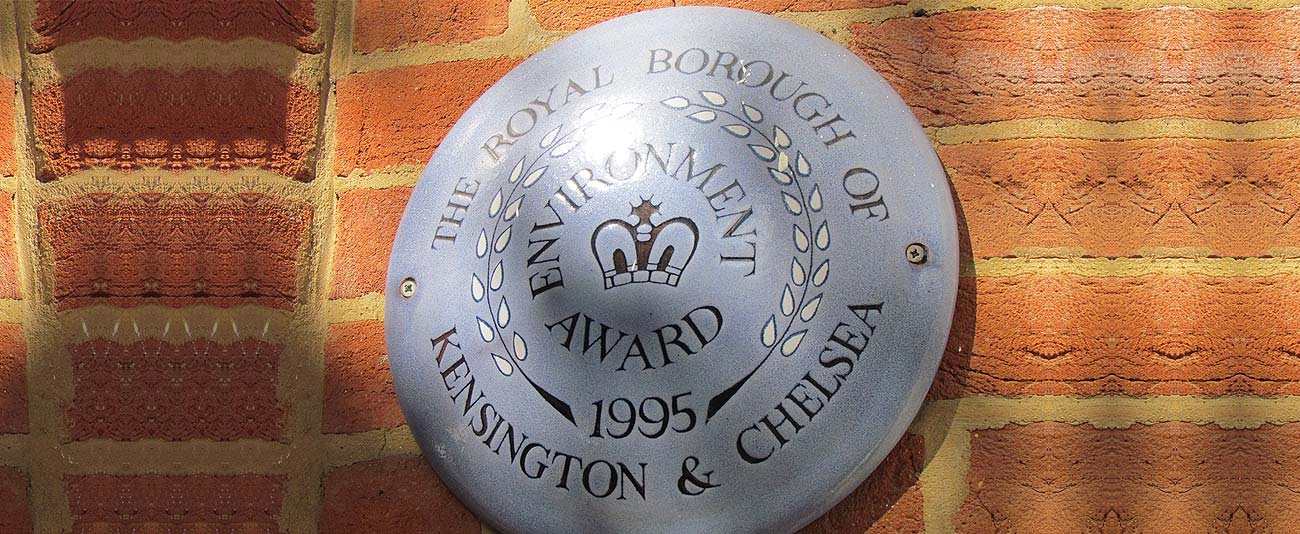 THE ROYAL BOROUGH OF
KENSINGTON & CHELSEA
ENVIRONMENT
AWARD
1995